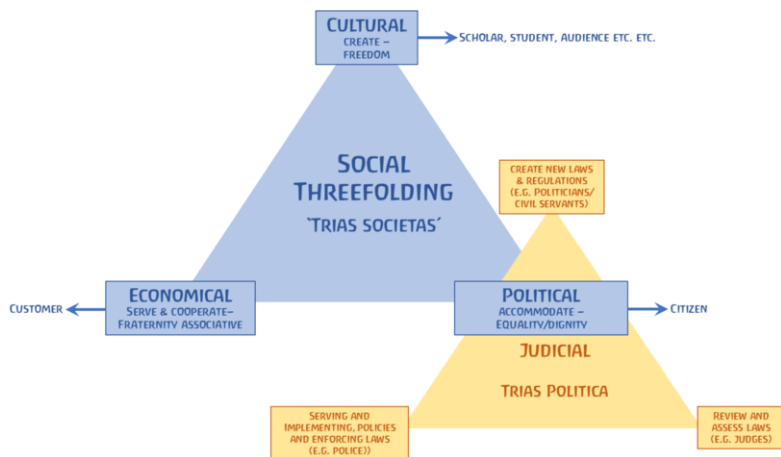 CULTURAL
CREATE –
FREEDOM
SCHOLAR, STUDENT, AUDIENCE ETC. ETC.
SOCIAL
THREEFOLDING
‘TRIAS SOCIETAS´
CREATE NEW LAWS
& REGULATIONS
(E.G. POLITICIANS/
CIVIL SERVANTS)
CUSTOMER
ECONOMICAL
SERVE & COOPERATE–
FRATERNITY ASSOCIATIVE
POLITICAL
ACCOMMODATE –
EQUALITY/DIGNITY
CITIZEN
JUDICIAL
TRIAS POLITICA
SERVING AND
IMPLEMENTING, POLICIES
AND ENFORCING LAWS
(E.G. POLICE))
REVIEW AND
ASSESS LAWS
(E.G. JUDGES)